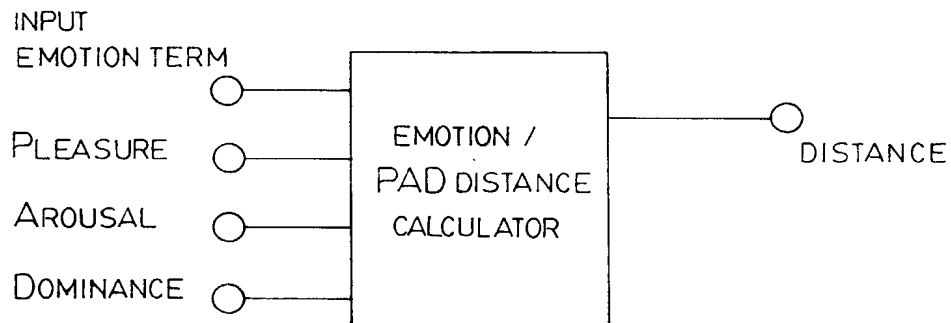 INPUT
EMOTION TERM
PLEASURE
AROUSAL
DOMINANCE
EMOTION /
PAD DISTANCE
CALCULATOR
DISTANCE